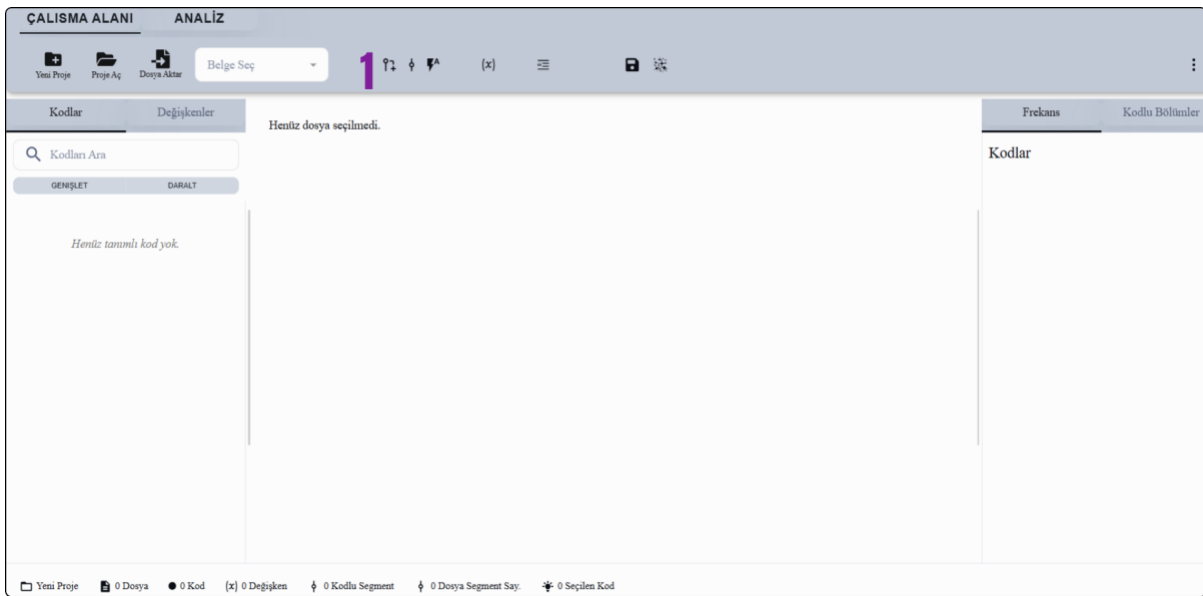 ÇALISMA ALANI ANALİZ
Yeni Proje Proje Aç Dosya Aktar Belge Seç 1 A (x)
Kodlar Değişkenler Henüz dosya seçilmedi. Frekans Kodlu Bölümler
Kodları Ara Kodlar
GENİŞLET DARALT
Henüz tanımlı kod yok.
Yeni Proje 0 Dosya 0 Kod (x) 0 Değişken 0 Kodlu Segment 0 Dosya Segment Say. 0 Seçilen Kod